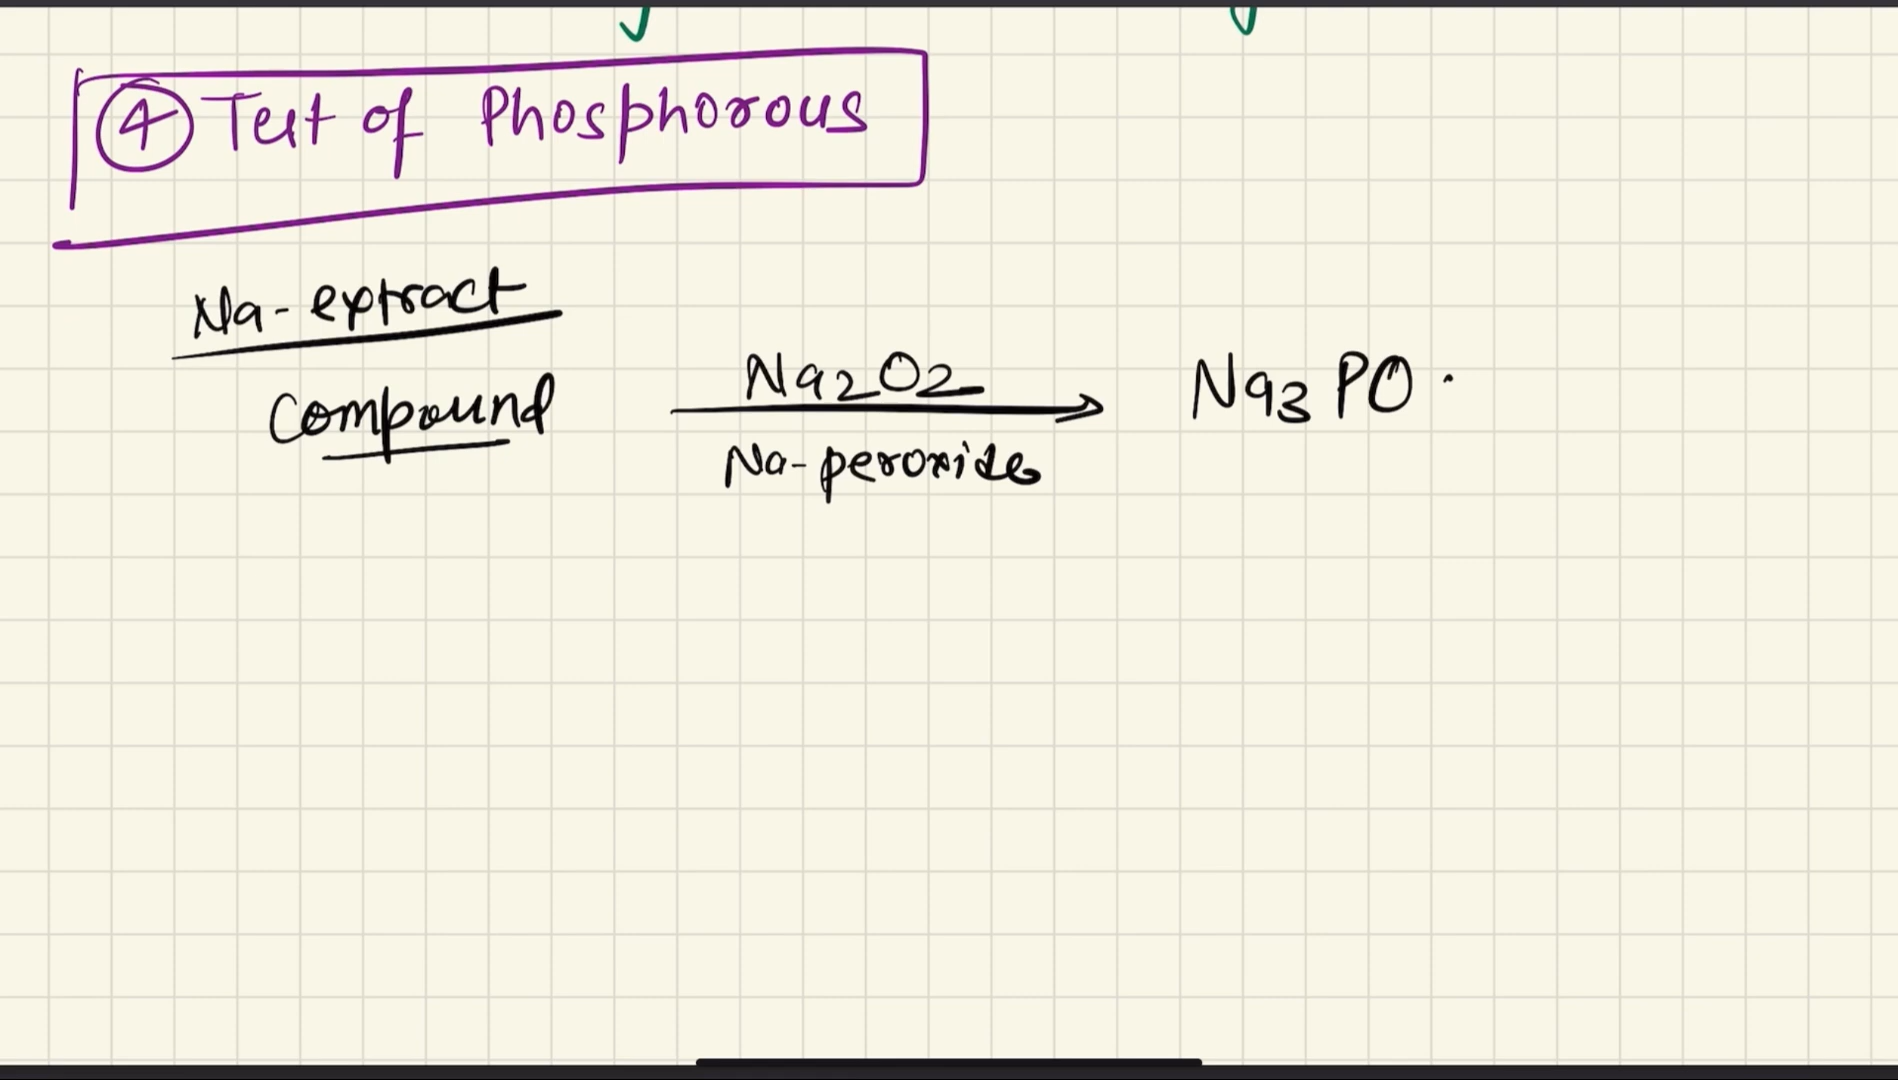 ④ Test of Phosphorous
Na-extract
Compound
Na2O2
Na-peroxide
Na3PO